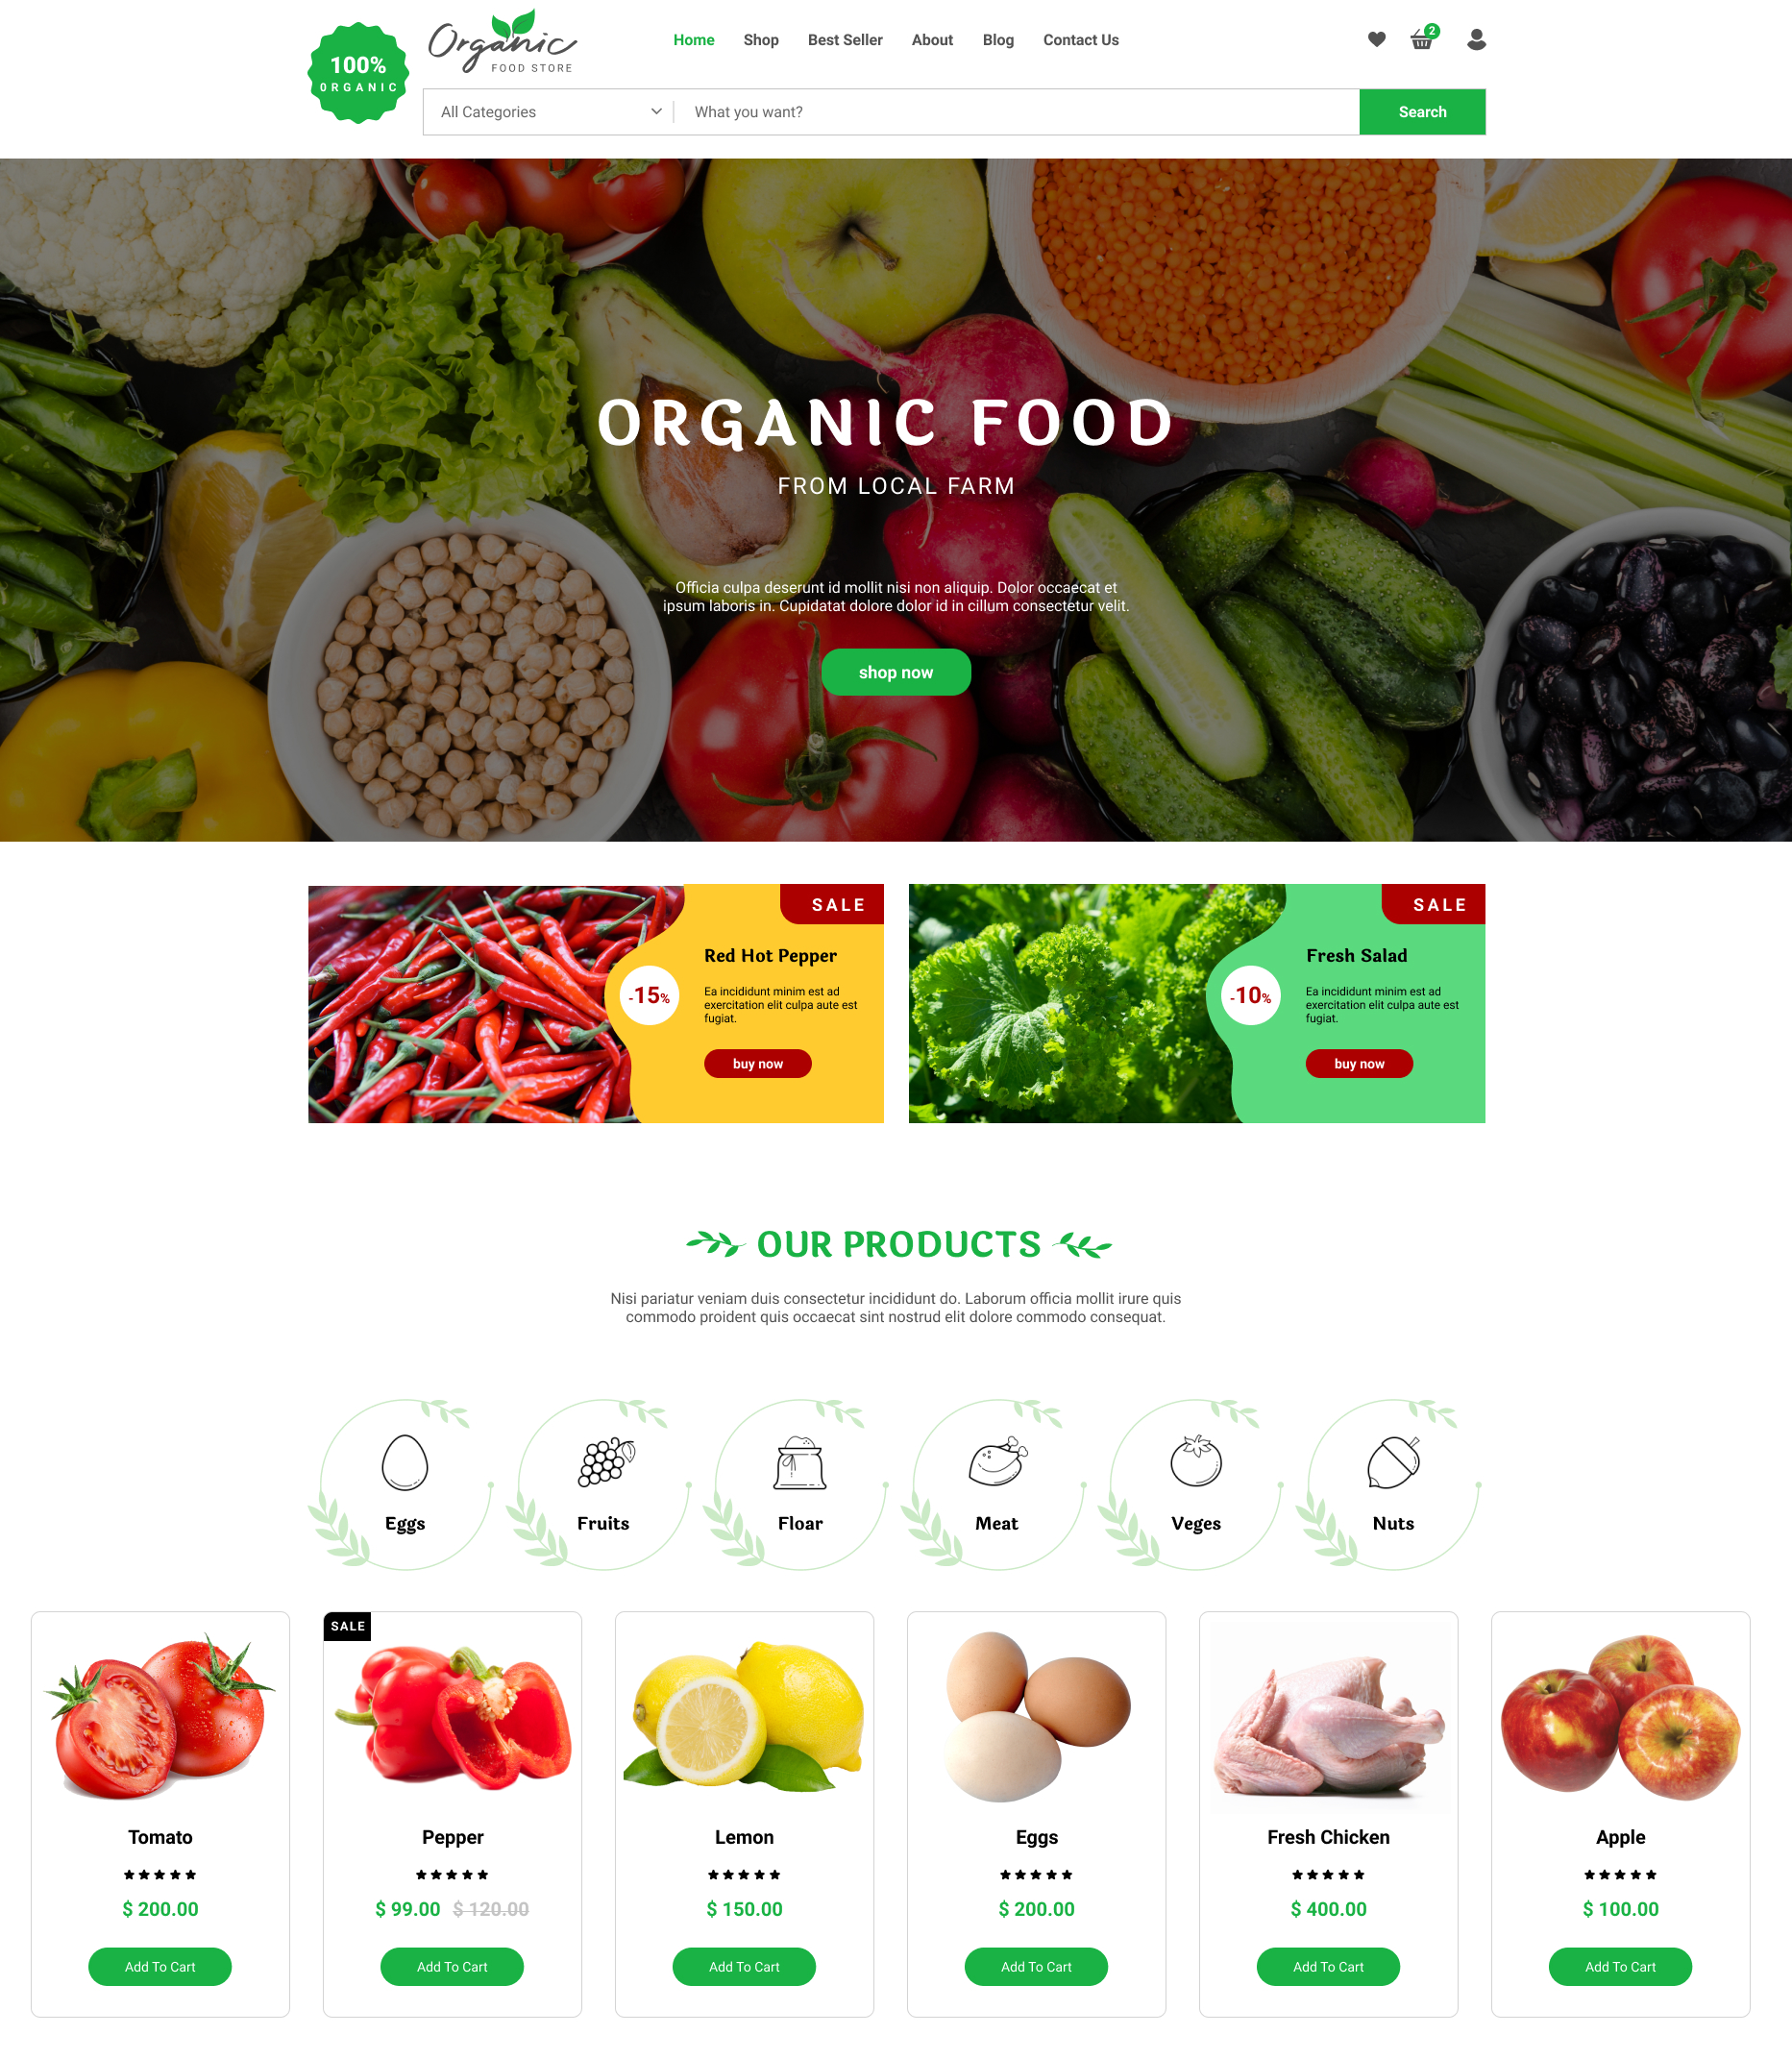 100%
ORGANIC
Organic
FOOD STORE
Home Shop Best Seller About Blog Contact Us
2
All Categories What you want? Search
ORGANIC FOOD
FROM LOCAL FARM
Officia culpa deserunt id mollit nisi non aliquip. Dolor occaecat et
ipsum laboris in. Cupidatat dolore dolor id in cillum consectetur velit.
shop now
SALE
Red Hot Pepper
-15%
Ea incididunt minim est ad
exercitation elit culpa aute est
fugiat.
buy now
SALE
Fresh Salad
-10%
Ea incididunt minim est ad
exercitation elit culpa aute est
fugiat.
buy now
OUR PRODUCTS
Nisi pariatur veniam duis consectetur incididunt do. Laborum officia mollit irure quis
commodo proident quis occaecat sint nostrud elit dolore commodo consequat.
Eggs
Fruits
Floar
Meat
Veges
Nuts
Tomato
$ 200.00
Add To Cart
SALE
Pepper
$ 99.00 $ 120.00
Add To Cart
Lemon
$ 150.00
Add To Cart
Eggs
$ 200.00
Add To Cart
Fresh Chicken
$ 400.00
Add To Cart
Apple
$ 100.00
Add To Cart